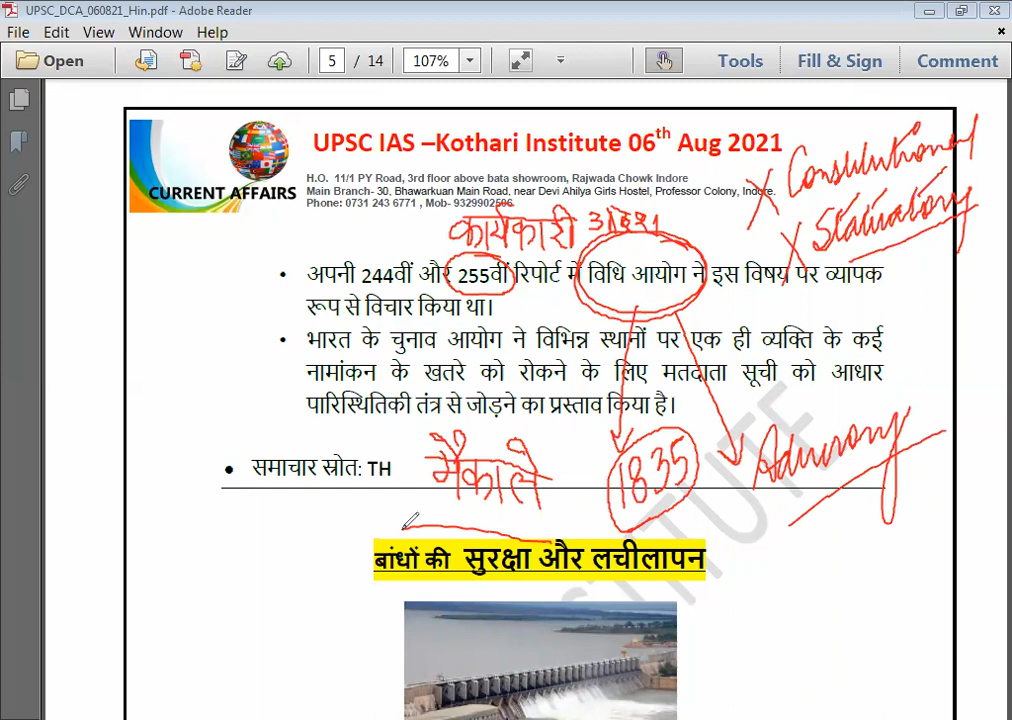 UPSC_DCA_060821_Hin.pdf - Adobe Reader
File Edit View Window Help
Open 5 / 14 107% Tools Fill & Sign Comment
UPSC IAS –Kothari Institute 06th Aug 2021
CURRENT AFFAIRS
H.O. 11/1 PY Road, 3rd floor above bata showroom, Rajwada Chowk Indore
Main Branch- 30, Bhawarkuan Main Road, near Devi Ahilya Girls Hostel, Professor Colony, Indore.
Phone: 0731 243 6771 , Mob- 9329902506
X Constitutional
X Statuatory
कार्यकारी
• अपनी 244वीं और 255वीं रिपोर्ट में विधि आयोग ने इस विषय पर व्यापक
रूप से विचार किया था।
• भारत के चुनाव आयोग ने विभिन्न स्थानों पर एक ही व्यक्ति के कई
नामांकन के खतरे को रोकने के लिए मतदाता सूची को आधार
पारिस्थितिकी तंत्र से जोड़ने का प्रस्ताव किया है।
मैकाले 1835
• समाचार स्रोत: TH
बांधों की सुरक्षा और लचीलापन